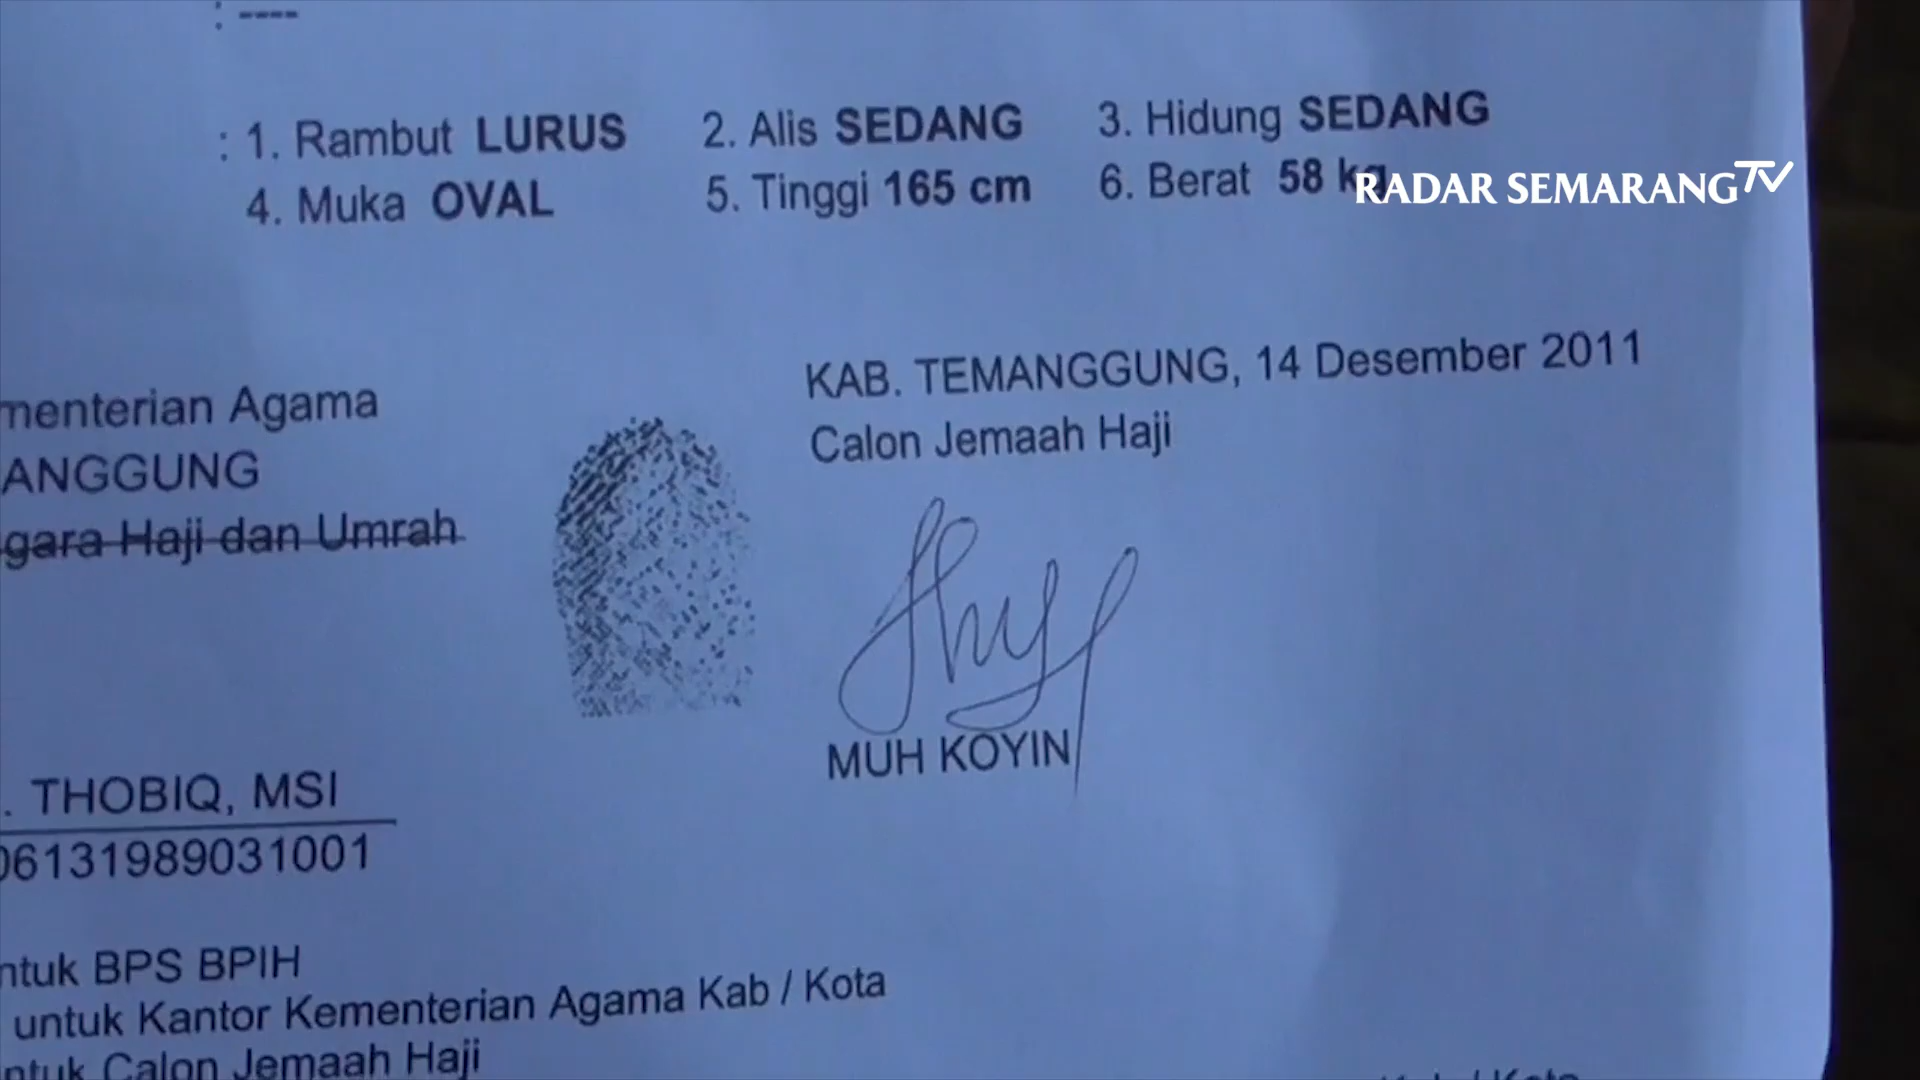 : ----
: 1. Rambut LURUS 2. Alis SEDANG 3. Hidung SEDANG
4. Muka OVAL 5. Tinggi 165 cm 6. Berat 58 kg
RADAR SEMARANG TV
KAB. TEMANGGUNG, 14 Desember 2011
Calon Jemaah Haji
menterian Agama
ANGGUNG
gara Haji dan Umrah
MUH KOYIN
. THOBIQ, MSI
06131989031001
ntuk BPS BPIH
untuk Kantor Kementerian Agama Kab / Kota
ntuk Calon Jemaah Haji